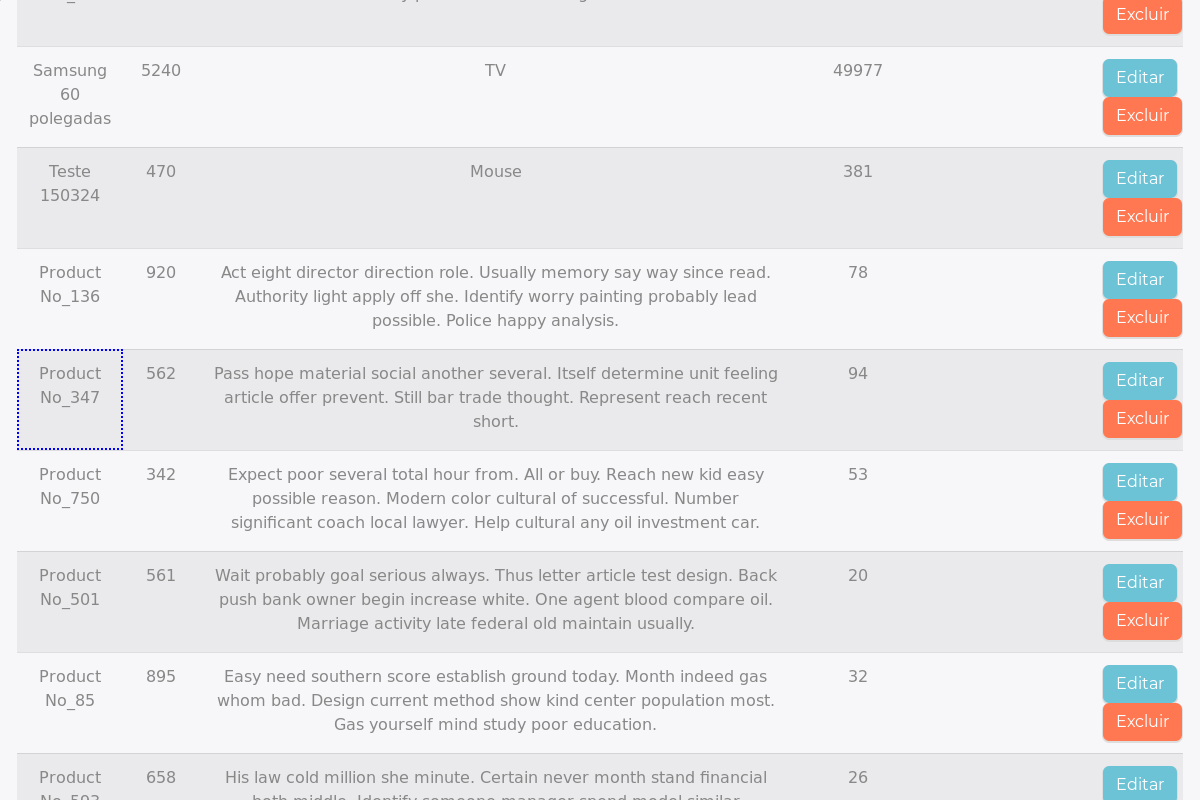 Excluir
Samsung 60 polegadas 5240 TV 49977 Editar
Excluir
Teste 150324 470 Mouse 381 Editar
Excluir
Product No_136 920 Act eight director direction role. Usually memory say way since read.
Authority light apply off she. Identify worry painting probably lead
possible. Police happy analysis.
78 Editar
Excluir
Product No_347 562 Pass hope material social another several. Itself determine unit feeling
article offer prevent. Still bar trade thought. Represent reach recent
short.
94 Editar
Excluir
Product No_750 342 Expect poor several total hour from. All or buy. Reach new kid easy
possible reason. Modern color cultural of successful. Number
significant coach local lawyer. Help cultural any oil investment car.
53 Editar
Excluir
Product No_501 561 Wait probably goal serious always. Thus letter article test design. Back
push bank owner begin increase white. One agent blood compare oil.
Marriage activity late federal old maintain usually.
20 Editar
Excluir
Product No_85 895 Easy need southern score establish ground today. Month indeed gas
whom bad. Design current method show kind center population most.
Gas yourself mind study poor education.
32 Editar
Excluir
Product 658 His law cold million she minute. Certain never month stand financial
26 Editar